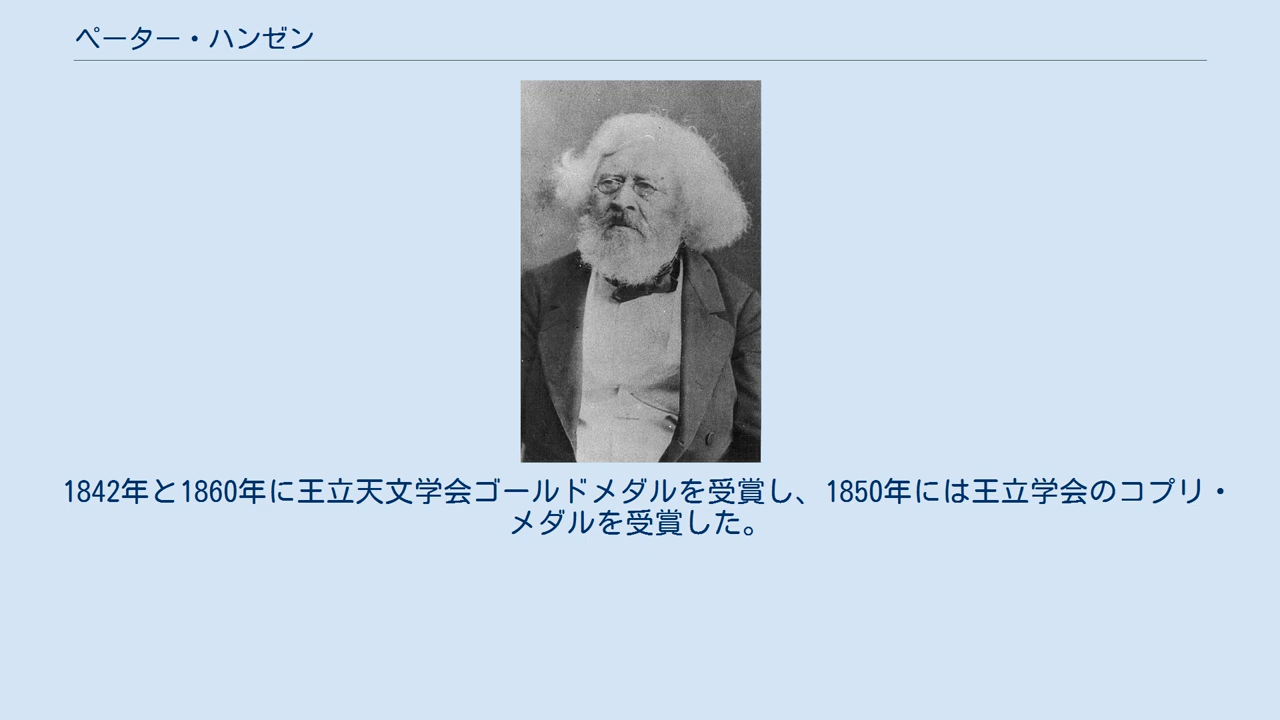 ペーター・ハンゼン
1842年と1860年に王立天文学会ゴールドメダルを受賞し、1850年には王立学会のコプリ・
メダルを受賞した。